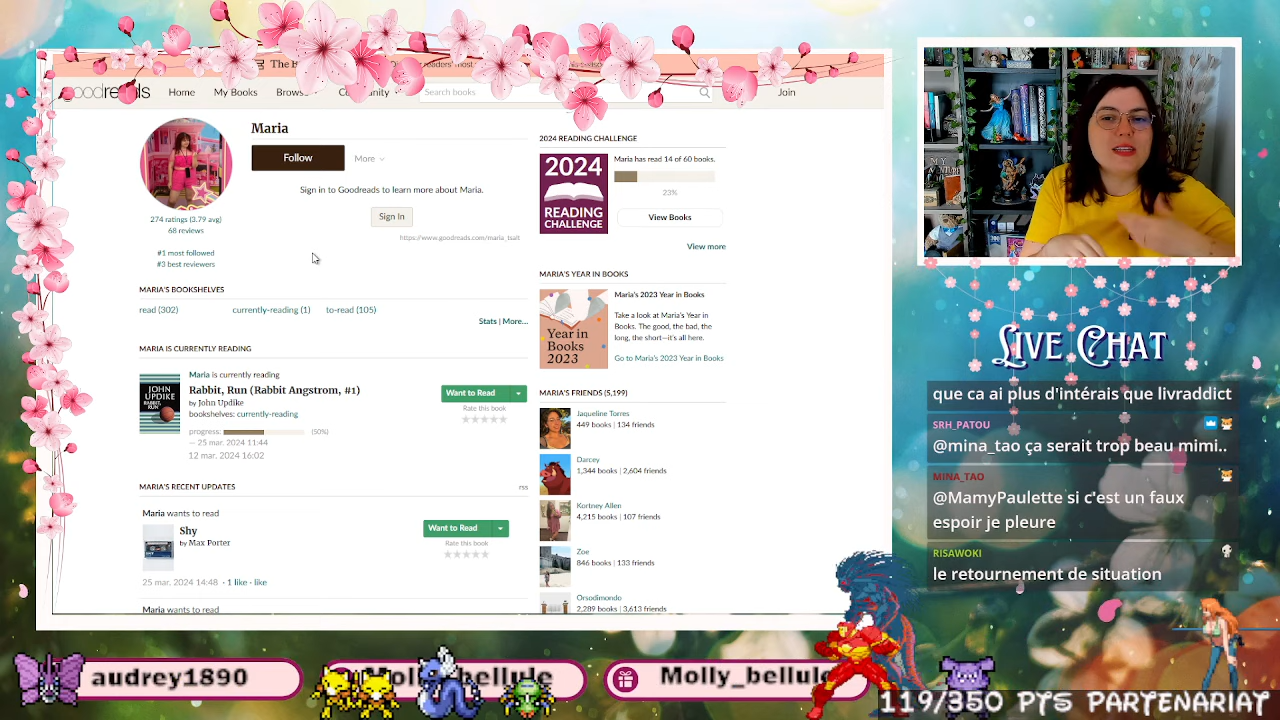 The B
readers' most
goodreads
Home
My Books
Search books
Join
Maria
Follow
More
Sign in to Goodreads to learn more about Maria.
Sign In
274 ratings (3.79 avg)
68 reviews
#1 most followed
#3 best reviewers
MARIA'S BOOKSHELVES
read (302)
currently-reading (1)
to-read (105)
Stats | More...
MARIA IS CURRENTLY READING
JOHN UPDIKE
RABBIT, RUN
Maria is currently reading
Rabbit, Run (Rabbit Angstrom, #1)
by John Updike
bookshelves: currently-reading
progress:
(50%)
— 25 mar. 2024 11:44
12 mar. 2024 16:02
Want to Read
Rate this book
MARIA'S RECENT UPDATES
rss
Maria wants to read
Shy
by Max Porter
Want to Read
Rate this book
25 mar. 2024 14:48 · 1 like · like
Maria wants to read
2024 READING CHALLENGE
2024
READING
CHALLENGE
Maria has read 14 of 60 books.
23%
View Books
View more
MARIA'S YEAR IN BOOKS
Year in
Books
2023
Maria's 2023 Year in Books
Take a look at Maria's Year in
Books. The good, the bad, the
long, the short—it's all here.
Go to Maria's 2023 Year in Books
MARIA'S FRIENDS (5,199)
Jaqueline Torres
449 books | 134 friends
Darcey
1,344 books | 2,604 friends
Kortney Allen
4,215 books | 107 friends
Zoe
846 books | 133 friends
Orsodimondo
2,289 books | 3,613 friends
LIVE CHAT
que ca ai plus d'intérais que livraddict
SRH_PATOU
@mina_tao ça serait trop beau mimi..
MINA_TAO
@MamyPaulette si c'est un faux
espoir je pleure
RISAWOKI
le retournement de situation
audrey1890
Molly_bellule
Molly_bellule
119/350 PTS PARTENARIAT